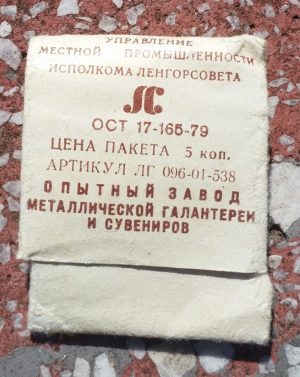 УПРАВЛЕНИЕ
МЕСТНОЙ ПРОМЫШЛЕННОСТИ
ИСПОЛКОМА ЛЕНГОРСОВЕТА
ОСТ 17-165-79
ЦЕНА ПАКЕТА 5 коп.
АРТИКУЛ ЛГ 096-01-538
ОПЫТНЫЙ ЗАВОД
МЕТАЛЛИЧЕСКОЙ ГАЛАНТЕРЕИ
И СУВЕНИРОВ